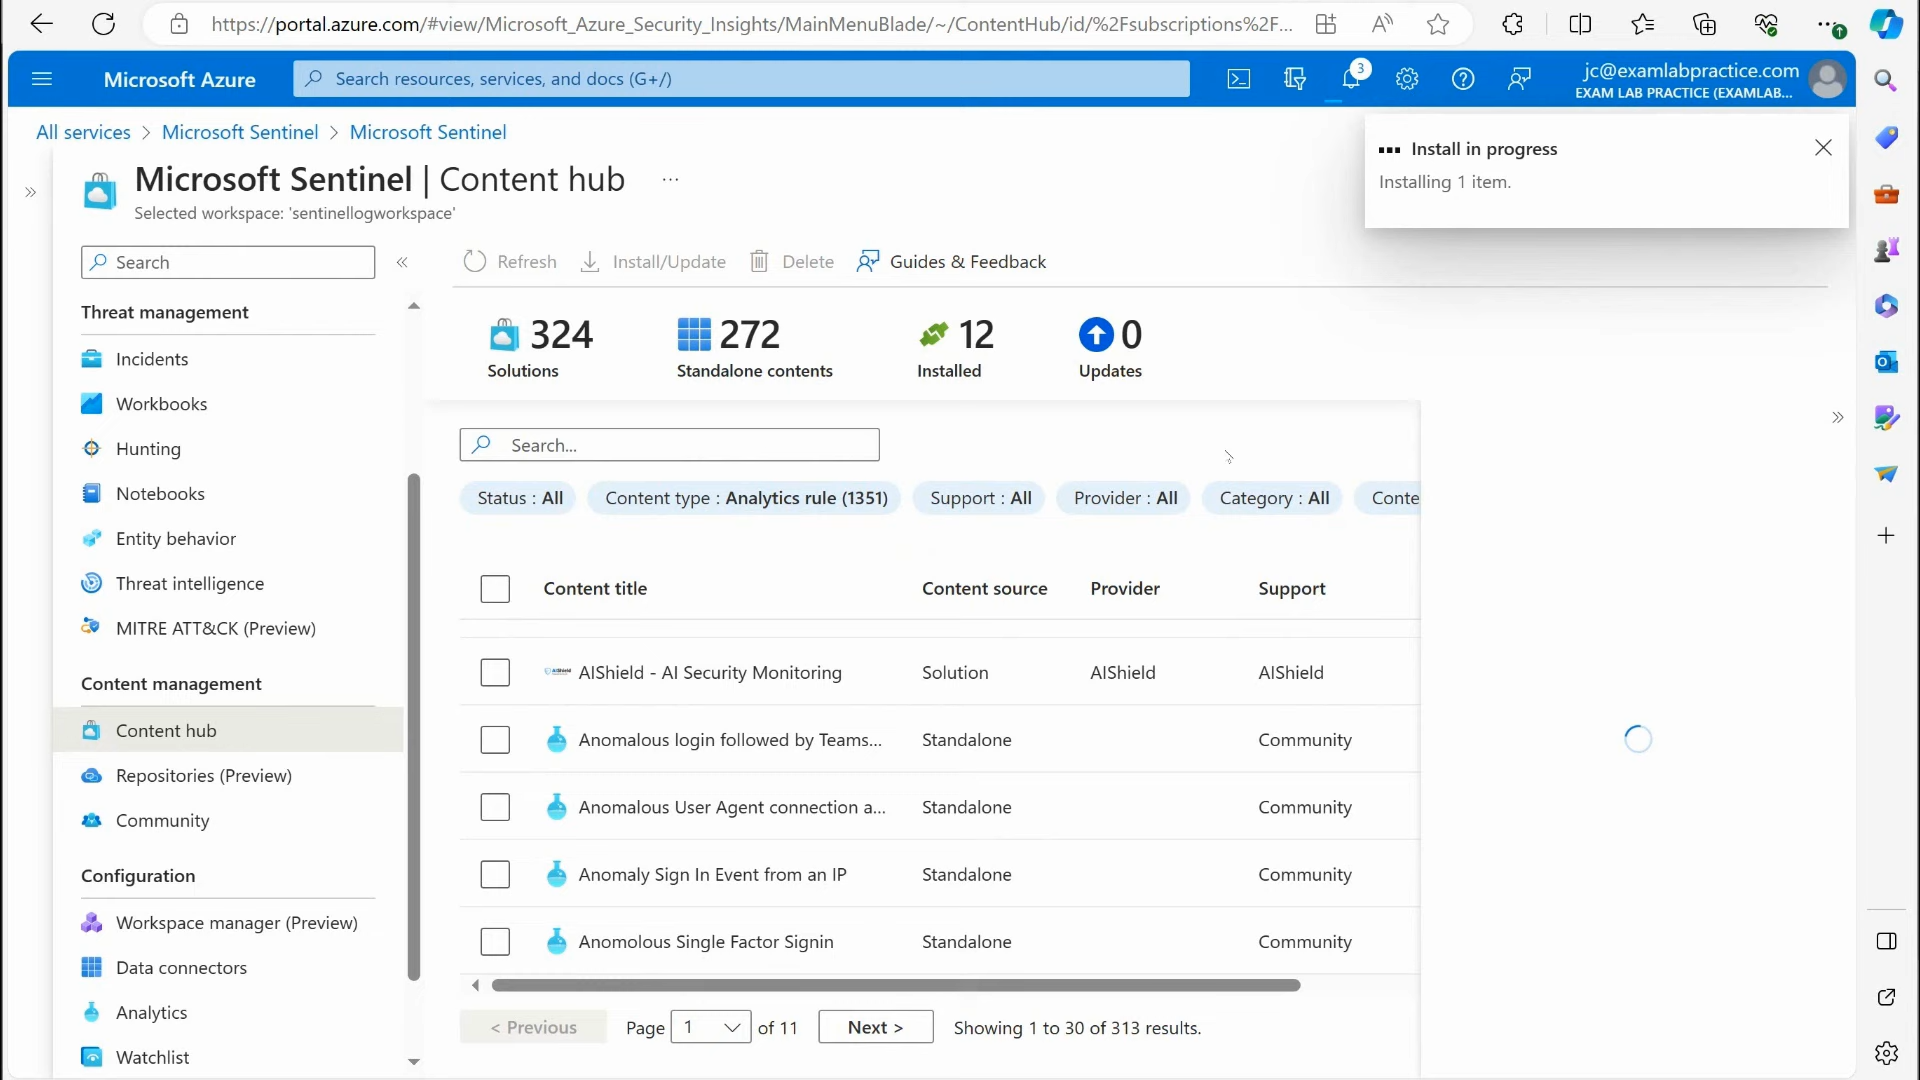 https://portal.azure.com/#view/Microsoft_Azure_Security_Insights/MainMenuBlade/~/ContentHub/id/%2Fsubscriptions%2F...
Microsoft Azure
Search resources, services, and docs (G+/)
3
jc@examlabpractice.com
EXAM LAB PRACTICE (EXAMLAB...
All services > Microsoft Sentinel > Microsoft Sentinel
Install in progress
Installing 1 item.
Microsoft Sentinel | Content hub ...
Selected workspace: 'sentinellogworkspace'
Search
Refresh
Install/Update
Delete
Guides & Feedback
Threat management
Incidents
Workbooks
Hunting
Notebooks
Entity behavior
Threat intelligence
MITRE ATT&CK (Preview)
Content management
Content hub
Repositories (Preview)
Community
Configuration
Workspace manager (Preview)
Data connectors
Analytics
Watchlist
324
Solutions
272
Standalone contents
12
Installed
0
Updates
Search...
Status : All
Content type : Analytics rule (1351)
Support : All
Provider : All
Category : All
Conte
Content title Content source Provider Support
AIShield - AI Security Monitoring Solution AIShield AIShield
Anomalous login followed by Teams... Standalone Community
Anomalous User Agent connection a... Standalone Community
Anomaly Sign In Event from an IP Standalone Community
Anomolous Single Factor Signin Standalone Community
< Previous Page 1 of 11 Next > Showing 1 to 30 of 313 results.